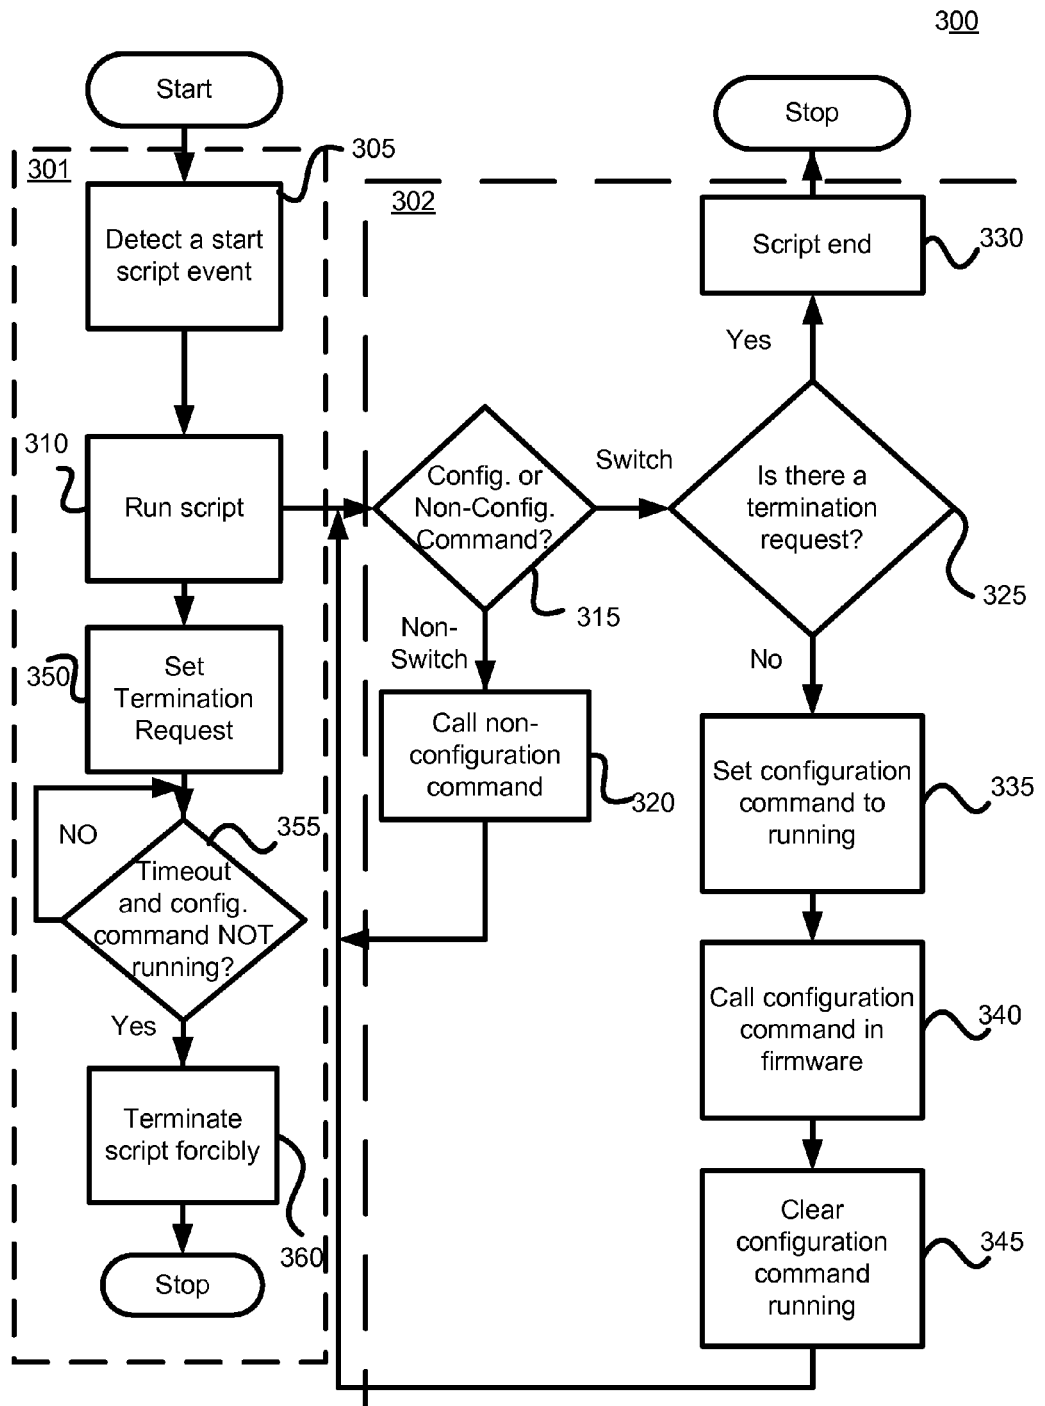 300
Start
Stop
301
305
302
Detect a start
script event
Script end
330
Yes
310
Run script
Config. or
Non-Config.
Command?
Switch
Is there a
termination
request?
315
325
Non-
Switch
No
350
Set
Termination
Request
Call non-
configuration
command
320
Set configuration
command to
running
335
NO
355
Timeout
and config.
command NOT
running?
Yes
Call configuration
command in
firmware
340
Terminate
script forcibly
360
Stop
Clear
configuration
command
running
345